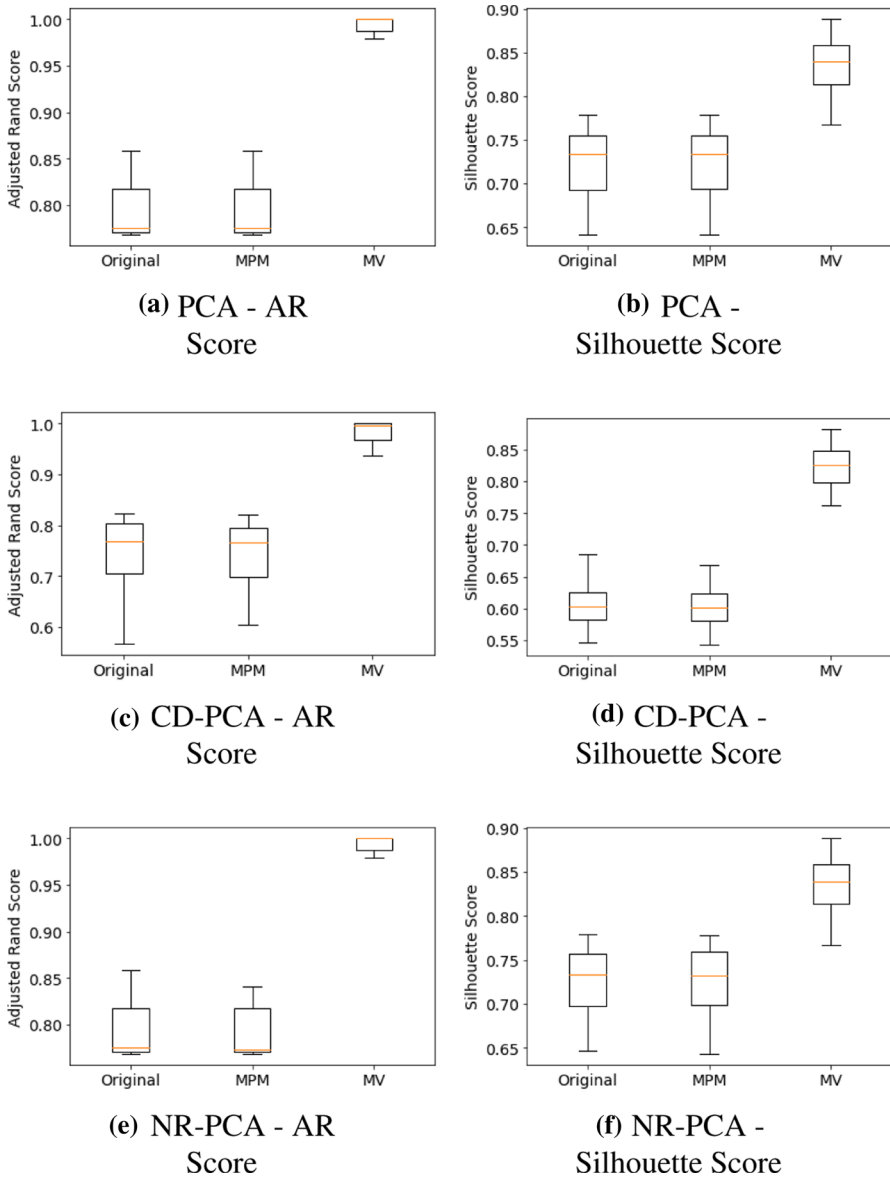 Adjusted Rand Score
1.00
0.95
0.90
0.85
0.80
Original MPM MV
(a) PCA - AR
Score
Silhouette Score
0.90
0.85
0.80
0.75
0.70
0.65
Original MPM MV
(b) PCA -
Silhouette Score
Adjusted Rand Score
1.0
0.9
0.8
0.7
0.6
Original MPM MV
(c) CD-PCA - AR
Score
Silhouette Score
0.85
0.80
0.75
0.70
0.65
0.60
0.55
Original MPM MV
(d) CD-PCA -
Silhouette Score
Adjusted Rand Score
1.00
0.95
0.90
0.85
0.80
Original MPM MV
(e) NR-PCA - AR
Score
Silhouette Score
0.90
0.85
0.80
0.75
0.70
0.65
Original MPM MV
(f) NR-PCA -
Silhouette Score